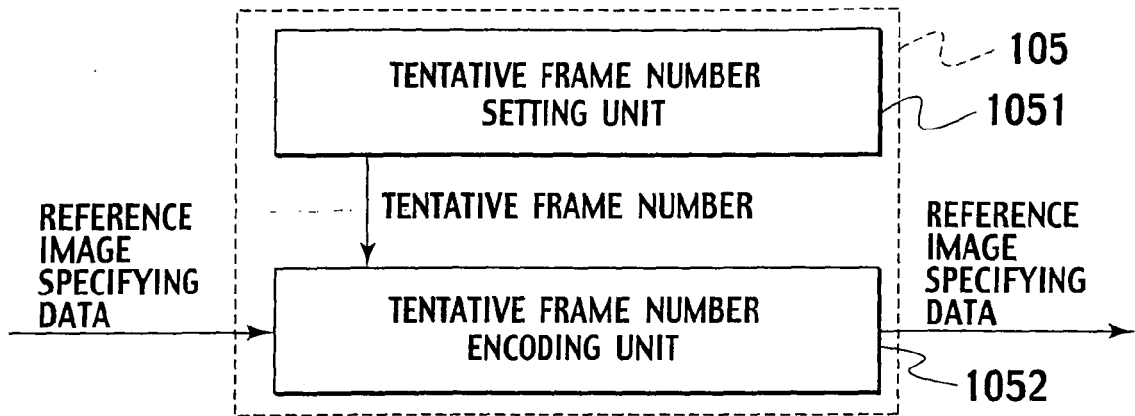 105
TENTATIVE FRAME NUMBER
SETTING UNIT
1051
TENTATIVE FRAME NUMBER
REFERENCE
IMAGE
SPECIFYING
DATA
TENTATIVE FRAME NUMBER
ENCODING UNIT
REFERENCE
IMAGE
SPECIFYING
DATA
1052